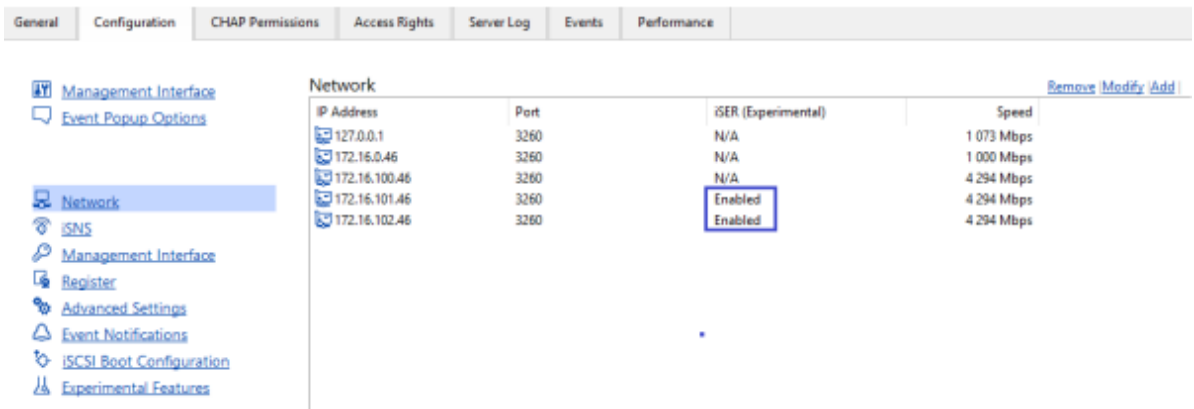 General Configuration CHAP Permissions Access Rights Server Log Events Performance
Management Interface
Event Popup Options
Network
iSNS
Management Interface
Register
Advanced Settings
Event Notifications
iSCSI Boot Configuration
Experimental Features
Network Remove | Modify | Add |
IP Address Port iSER (Experimental) Speed
127.0.0.1 3260 N/A 1 073 Mbps
172.16.0.46 3260 N/A 1 000 Mbps
172.16.100.46 3260 N/A 4 294 Mbps
172.16.101.46 3260 Enabled 4 294 Mbps
172.16.102.46 3260 Enabled 4 294 Mbps